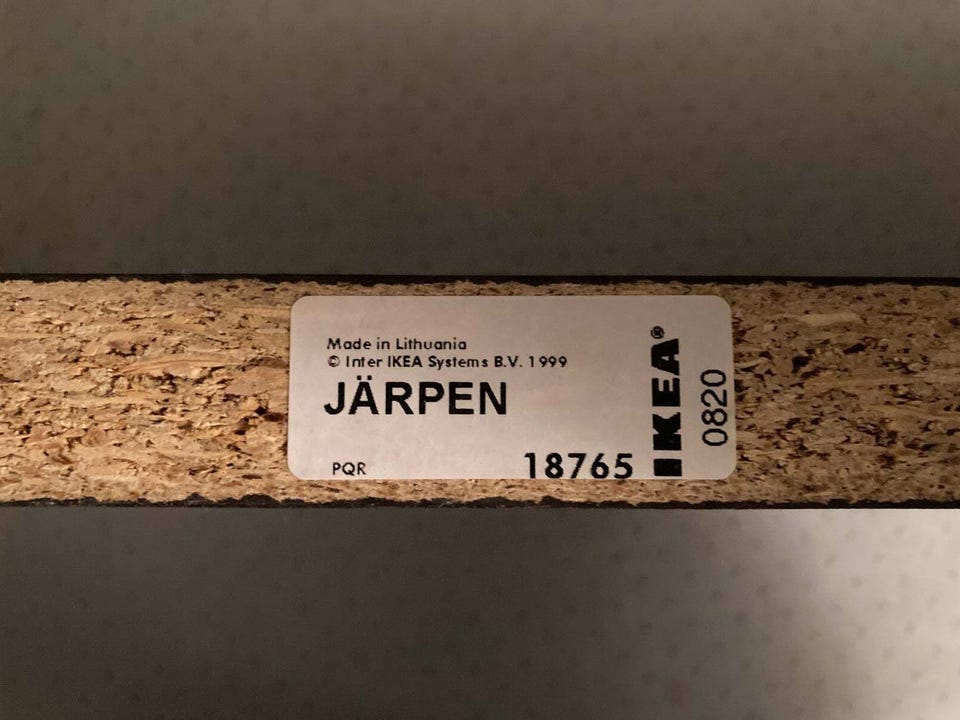 Made in Lithuania
© Inter IKEA Systems B.V. 1999
JÄRPEN
PQR
18765
IKEA®
0820